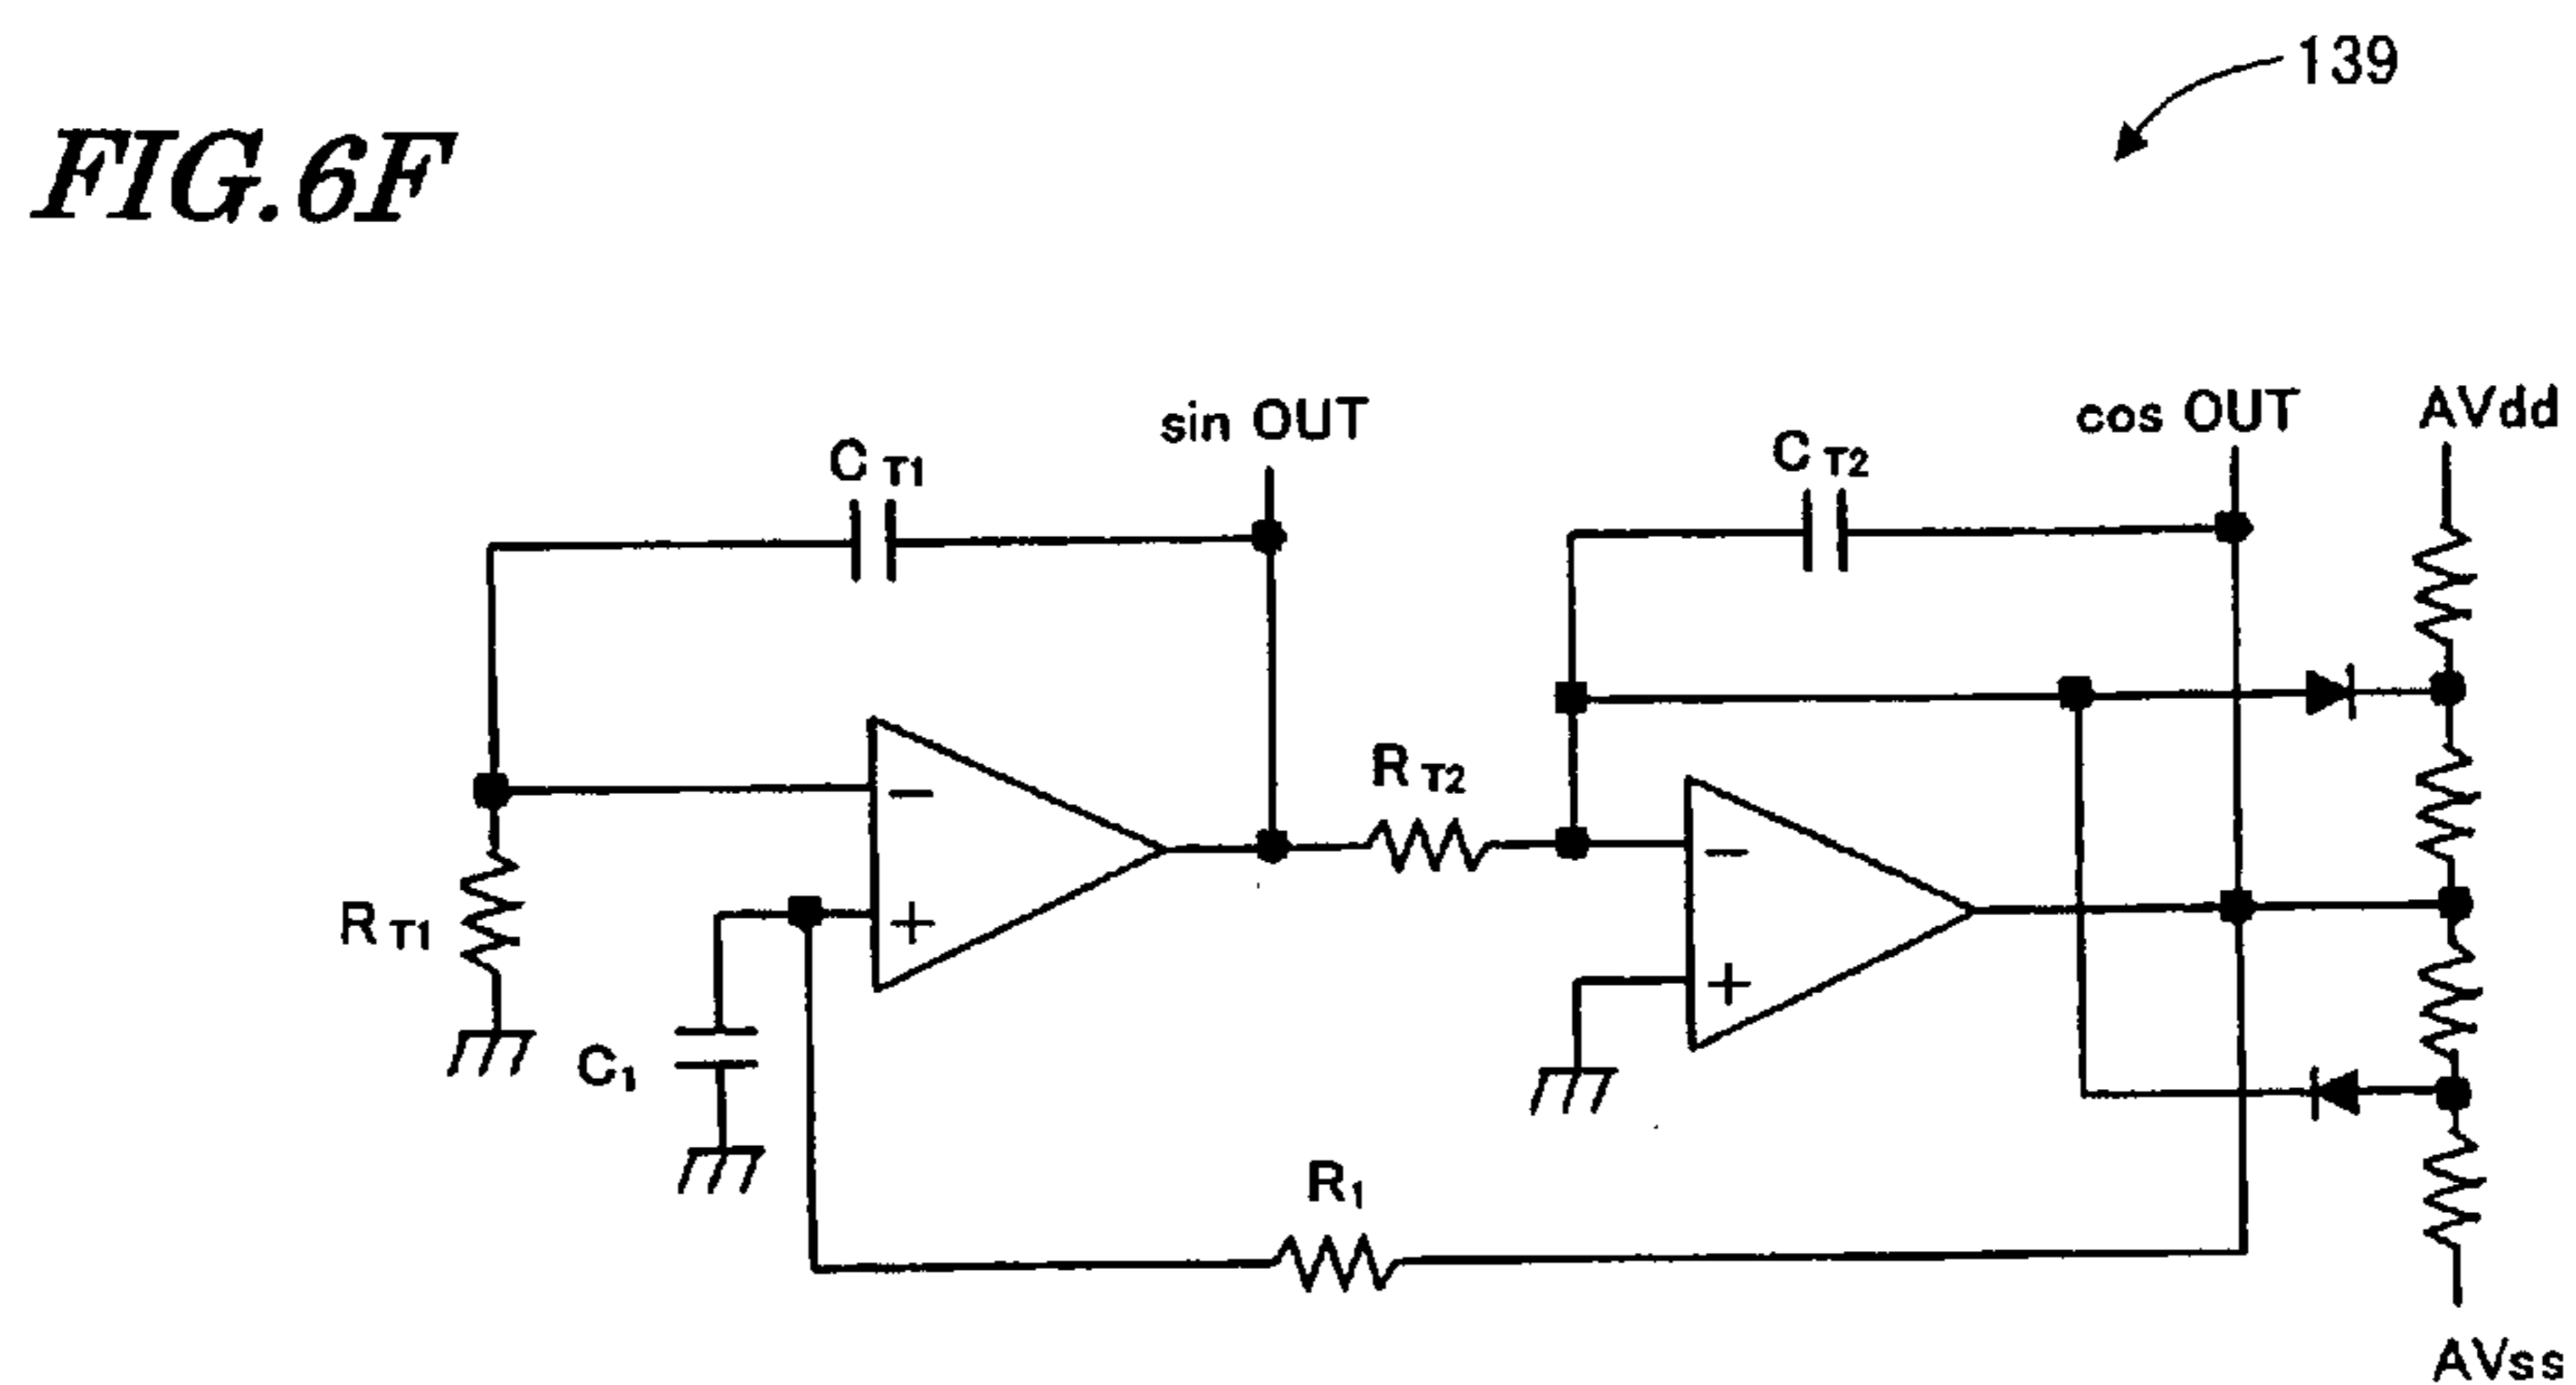 139
FIG.6F
sin OUT
cos OUT
AVdd
C T1
C T2
R T2
−
−
R T1
+
+
C1
R1
AVss